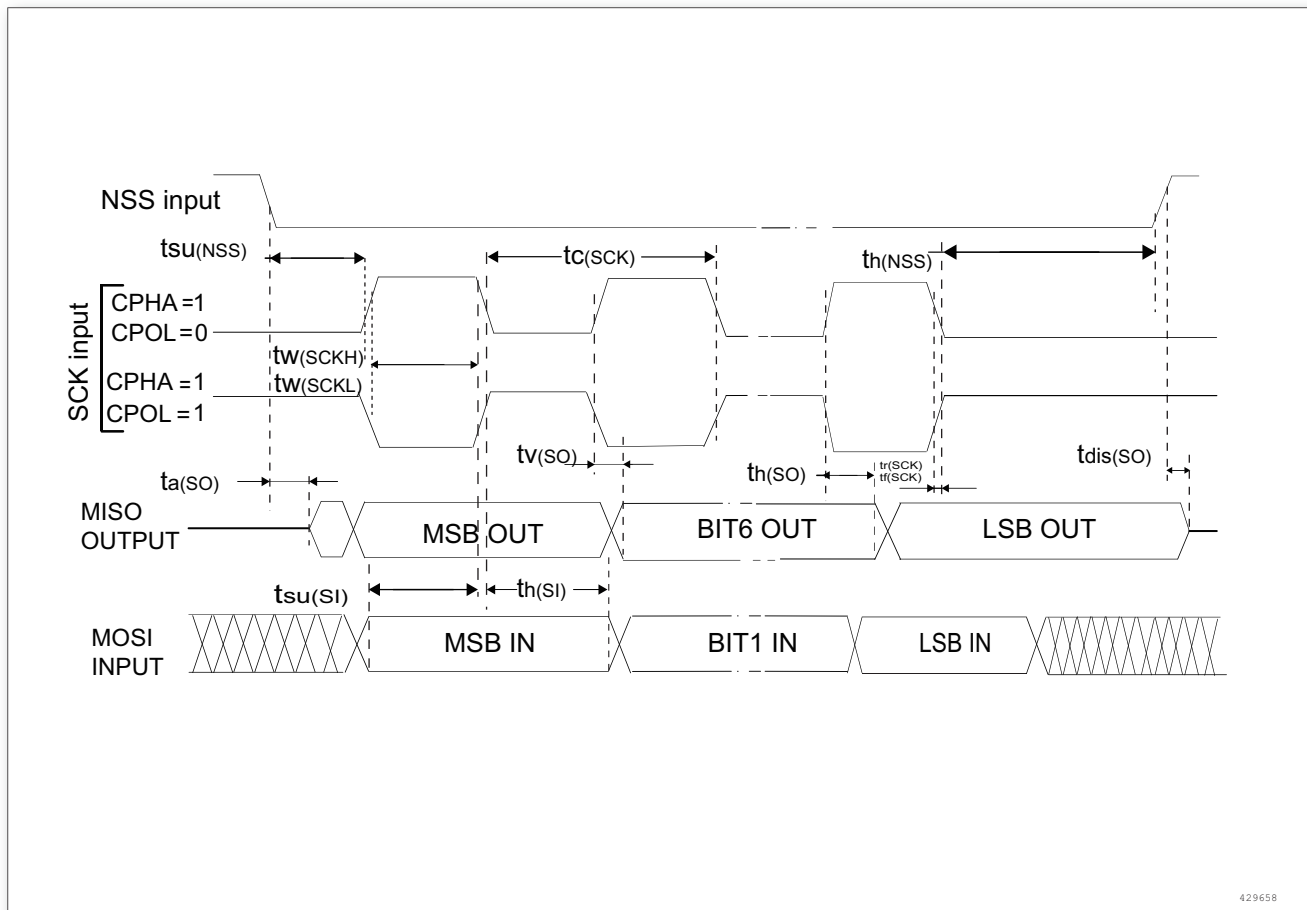 NSS input
tsu(NSS)
tc(SCK)
th(NSS)
SCK input
CPHA =1
CPOL=0
tw(SCKH)
CPHA =1
tw(SCKL)
CPOL =1
tv(SO)
ta(SO)
th(SO)
tr(SCK)
tf(SCK)
tdis(SO)
MISO
OUTPUT
MSB OUT
BIT6 OUT
LSB OUT
tsu(SI)
th(SI)
MOSI
INPUT
MSB IN
BIT1 IN
LSB IN
429658